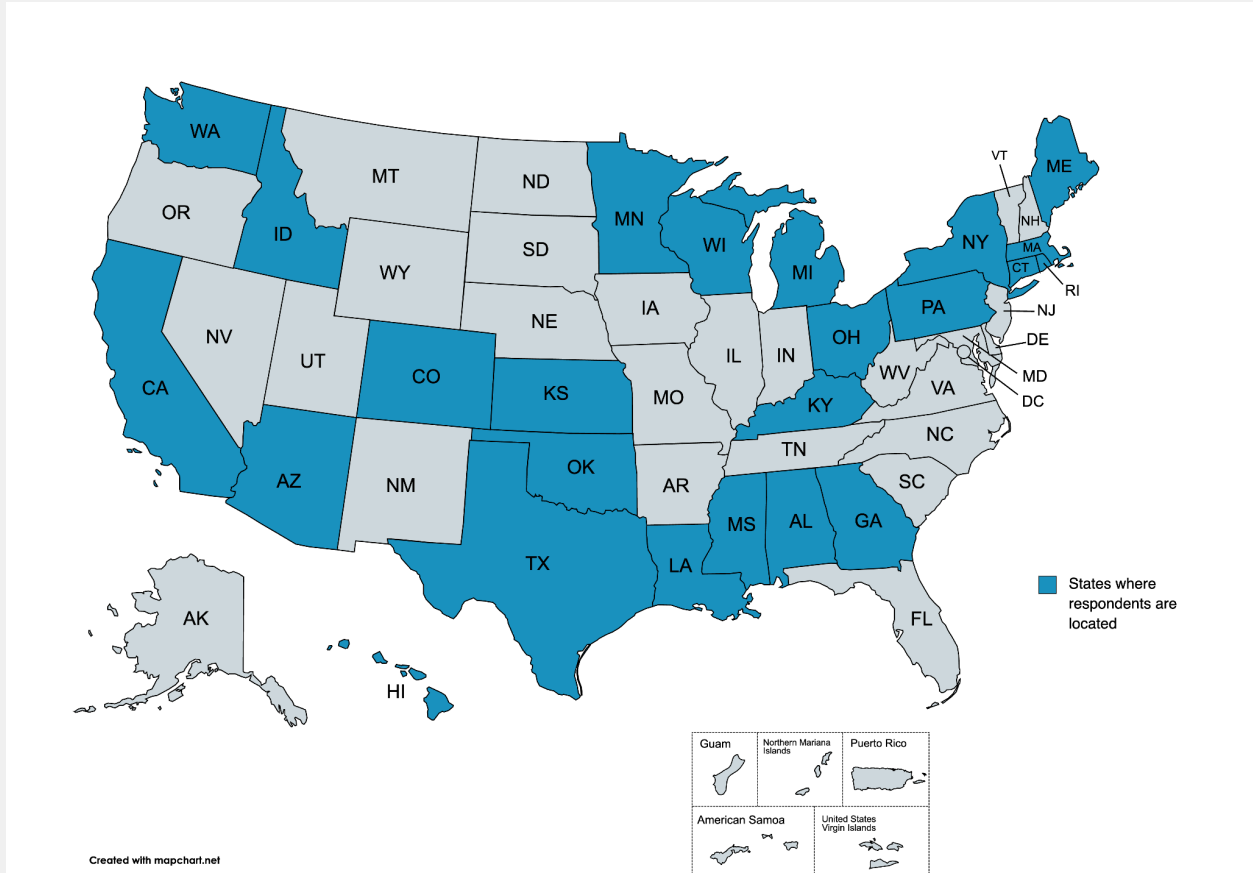 WA
MT
ND
MN
VT
ME
OR
ID
SD
WI
MI
NY
NH
MA
CT
RI
WY
NV
UT
CO
NE
IA
IL
IN
OH
PA
NJ
DE
MD
DC
WV
VA
CA
KS
MO
KY
AZ
NM
OK
AR
TN
NC
SC
TX
LA
MS
AL
GA
FL
AK
HI
States where
respondents are
located
Guam
Northern Mariana
Islands
Puerto Rico
American Samoa
United States
Virgin Islands
Created with mapchart.net